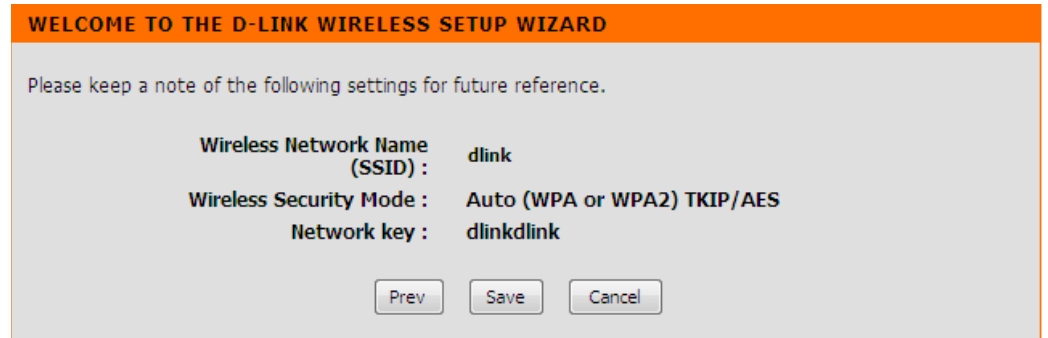 WELCOME TO THE D-LINK WIRELESS SETUP WIZARD
Please keep a note of the following settings for future reference.
Wireless Network Name
(SSID) : dlink
Wireless Security Mode : Auto (WPA or WPA2) TKIP/AES
Network key : dlinkdlink
Prev Save Cancel